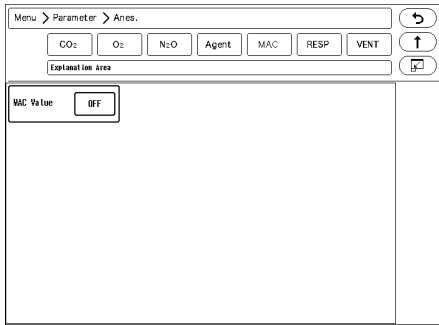 Menu > Parameter > Anes.
CO2 O2 N2O Agent MAC RESP VENT
Explanation Area
MAC Value OFF